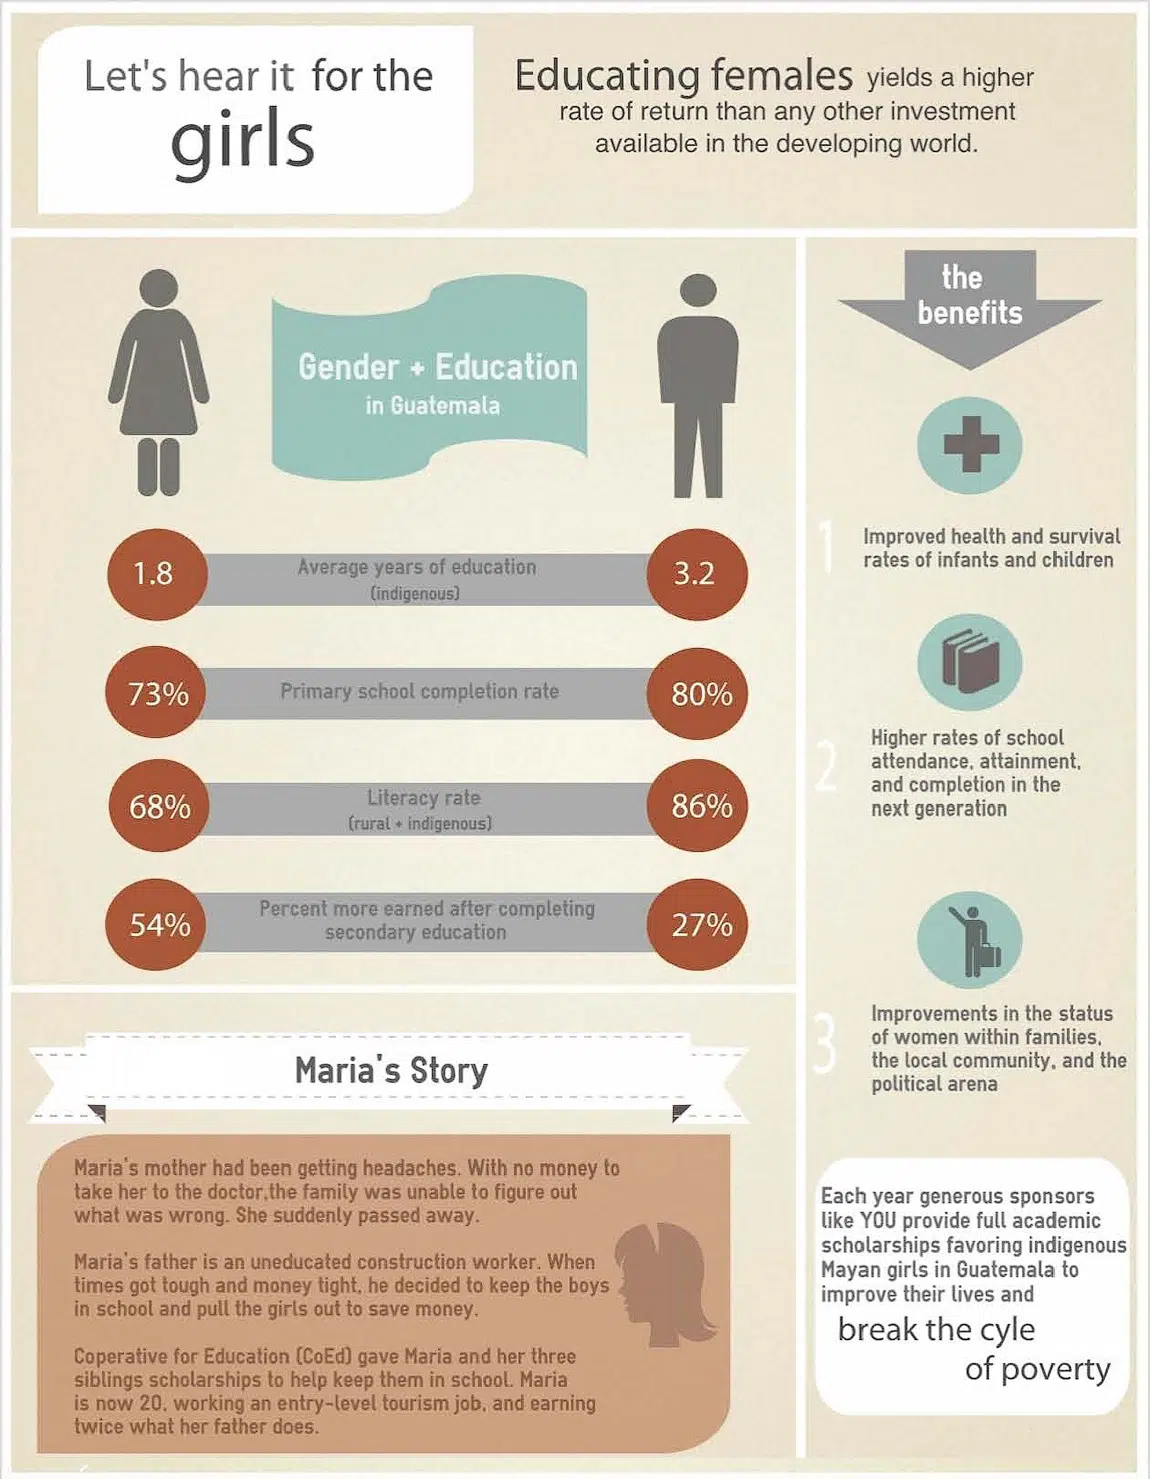 Let's hear it for the
girls
Educating females yields a higher
rate of return than any other investment
available in the developing world.
Gender + Education
in Guatemala
1.8
Average years of education
(indigenous)
3.2
73%
Primary school completion rate
80%
68%
Literacy rate
(rural + indigenous)
86%
54%
Percent more earned after completing
secondary education
27%
the
benefits
1
Improved health and survival
rates of infants and children
2
Higher rates of school
attendance, attainment,
and completion in the
next generation
3
Improvements in the status
of women within families,
the local community, and the
political arena
Maria's Story
Maria's mother had been getting headaches. With no money to
take her to the doctor,the family was unable to figure out
what was wrong. She suddenly passed away.
Maria's father is an uneducated construction worker. When
times got tough and money tight, he decided to keep the boys
in school and pull the girls out to save money.
Coperative for Education (CoEd) gave Maria and her three
siblings scholarships to help keep them in school. Maria
is now 20, working an entry-level tourism job, and earning
twice what her father does.
Each year generous sponsors
like YOU provide full academic
scholarships favoring indigenous
Mayan girls in Guatemala to
improve their lives and
break the cyle
of poverty